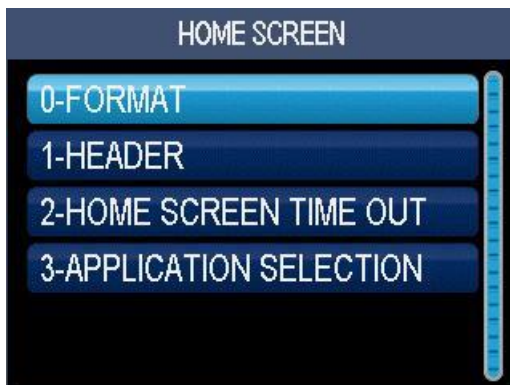 HOME SCREEN
0-FORMAT
1-HEADER
2-HOME SCREEN TIME OUT
3-APPLICATION SELECTION